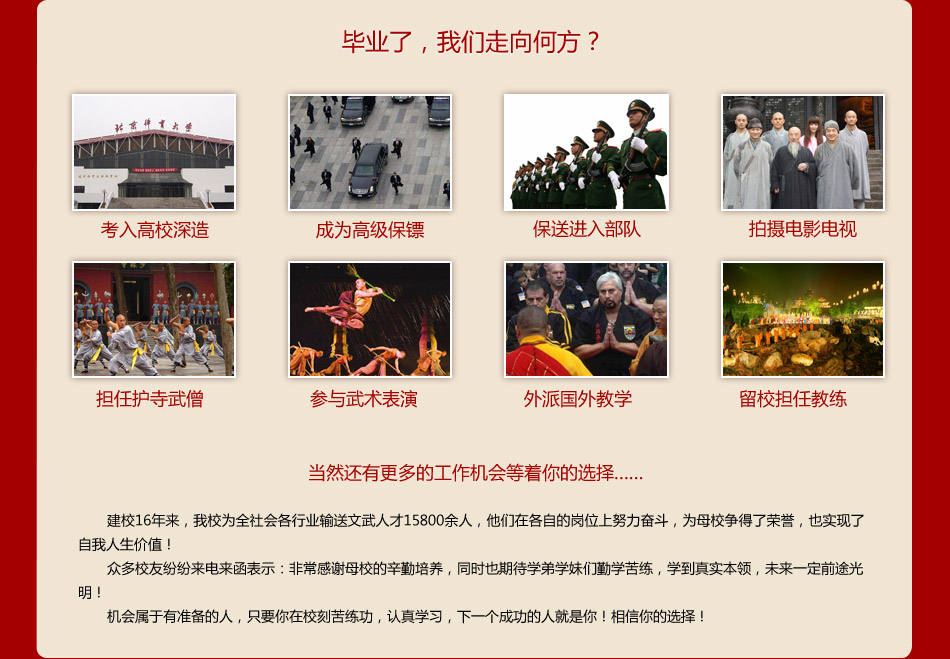 毕业了，我们走向何方？
北京体育大学
考入高校深造
成为高级保镖
保送进入部队
拍摄电影电视
担任护寺武僧
参与武术表演
外派国外教学
留校担任教练
当然还有更多的工作机会等着你的选择......
建校16年来，我校为全社会各行业输送文武人才15800余人，他们在各自的岗位上努力奋斗，为母校争得了荣誉，也实现了
自我人生价值！
众多校友纷纷来电来函表示：非常感谢母校的辛勤培养，同时也期待学弟学妹们勤学苦练，学到真实本领，未来一定前途光
明！
机会属于有准备的人，只要你在校刻苦练功，认真学习，下一个成功的人就是你！相信你的选择！